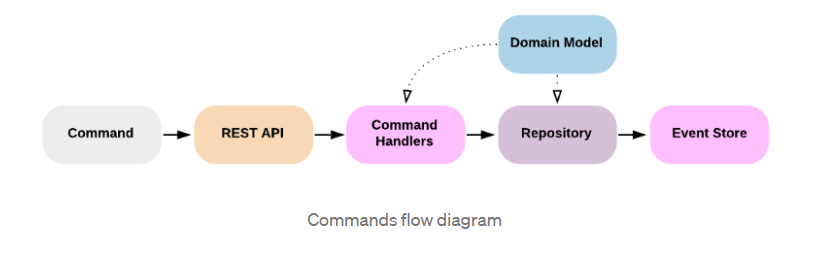 Domain Model
Command
REST API
Command
Handlers
Repository
Event Store
Commands flow diagram